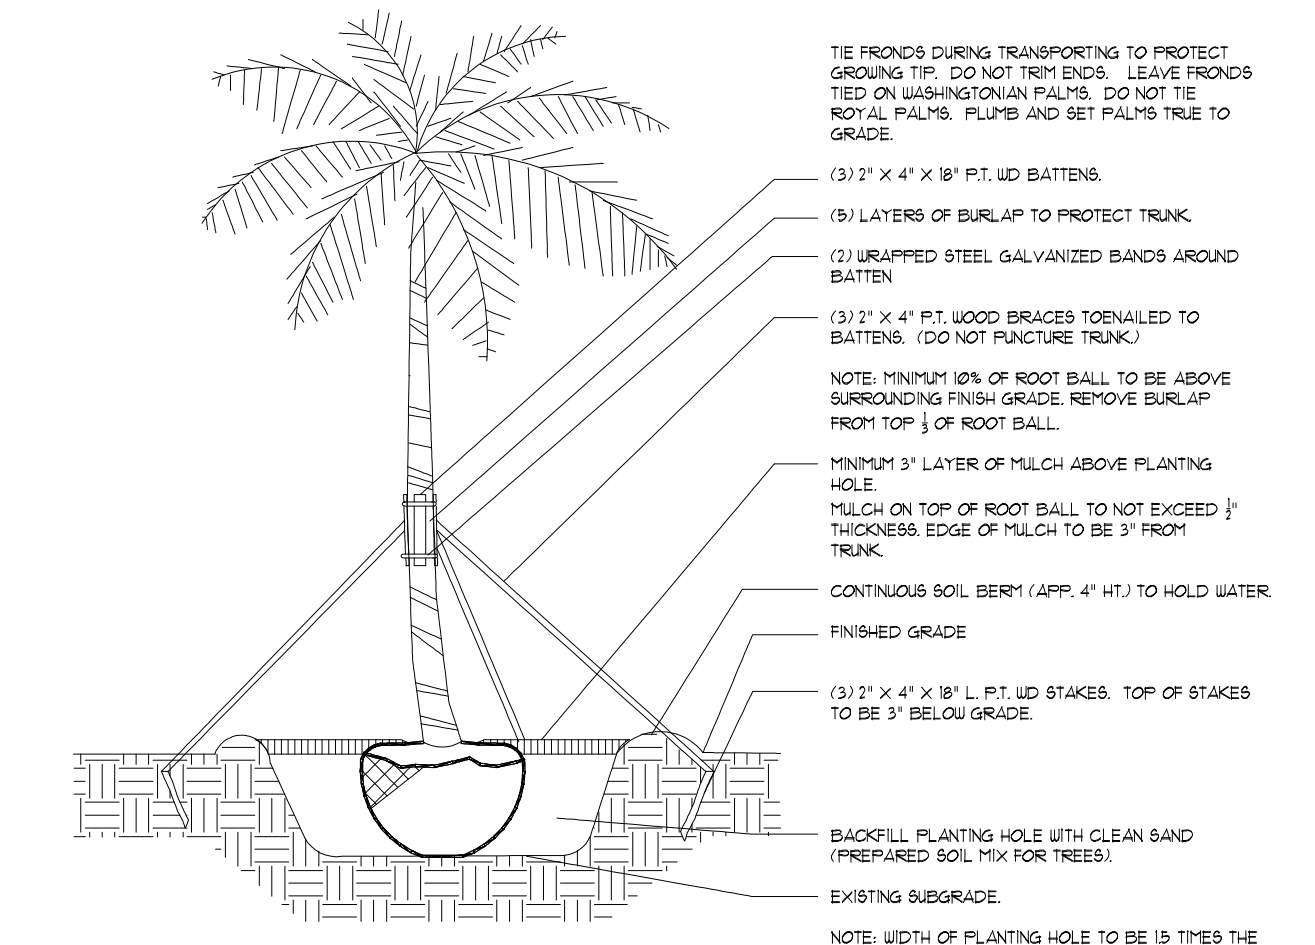 TIE FRONDS DURING TRANSPORTING TO PROTECT
GROWING TIP. DO NOT TRIM ENDS. LEAVE FRONDS
TIED ON WASHINGTONIAN PALMS. DO NOT TIE
ROYAL PALMS. PLUMB AND SET PALMS TRUE TO
GRADE.
(3) 2" X 4" X 18" P.T. WD BATTENS.
(5) LAYERS OF BURLAP TO PROTECT TRUNK.
(2) WRAPPED STEEL GALVANIZED BANDS AROUND
BATTEN
(3) 2" X 4" P.T. WOOD BRACES TOENAILED TO
BATTENS. (DO NOT PUNCTURE TRUNK.)
NOTE: MINIMUM 10% OF ROOT BALL TO BE ABOVE
SURROUNDING FINISH GRADE. REMOVE BURLAP
FROM TOP 1/3 OF ROOT BALL.
MINIMUM 3" LAYER OF MULCH ABOVE PLANTING
HOLE.
MULCH ON TOP OF ROOT BALL TO NOT EXCEED 1/2"
THICKNESS. EDGE OF MULCH TO BE 3" FROM
TRUNK.
CONTINUOUS SOIL BERM (APP. 4" HT.) TO HOLD WATER.
FINISHED GRADE
(3) 2" X 4" X 18" L. P.T. WD STAKES. TOP OF STAKES
TO BE 3" BELOW GRADE.
BACKFILL PLANTING HOLE WITH CLEAN SAND
(PREPARED SOIL MIX FOR TREES).
EXISTING SUBGRADE.
NOTE: WIDTH OF PLANTING HOLE TO BE 1.5 TIMES THE